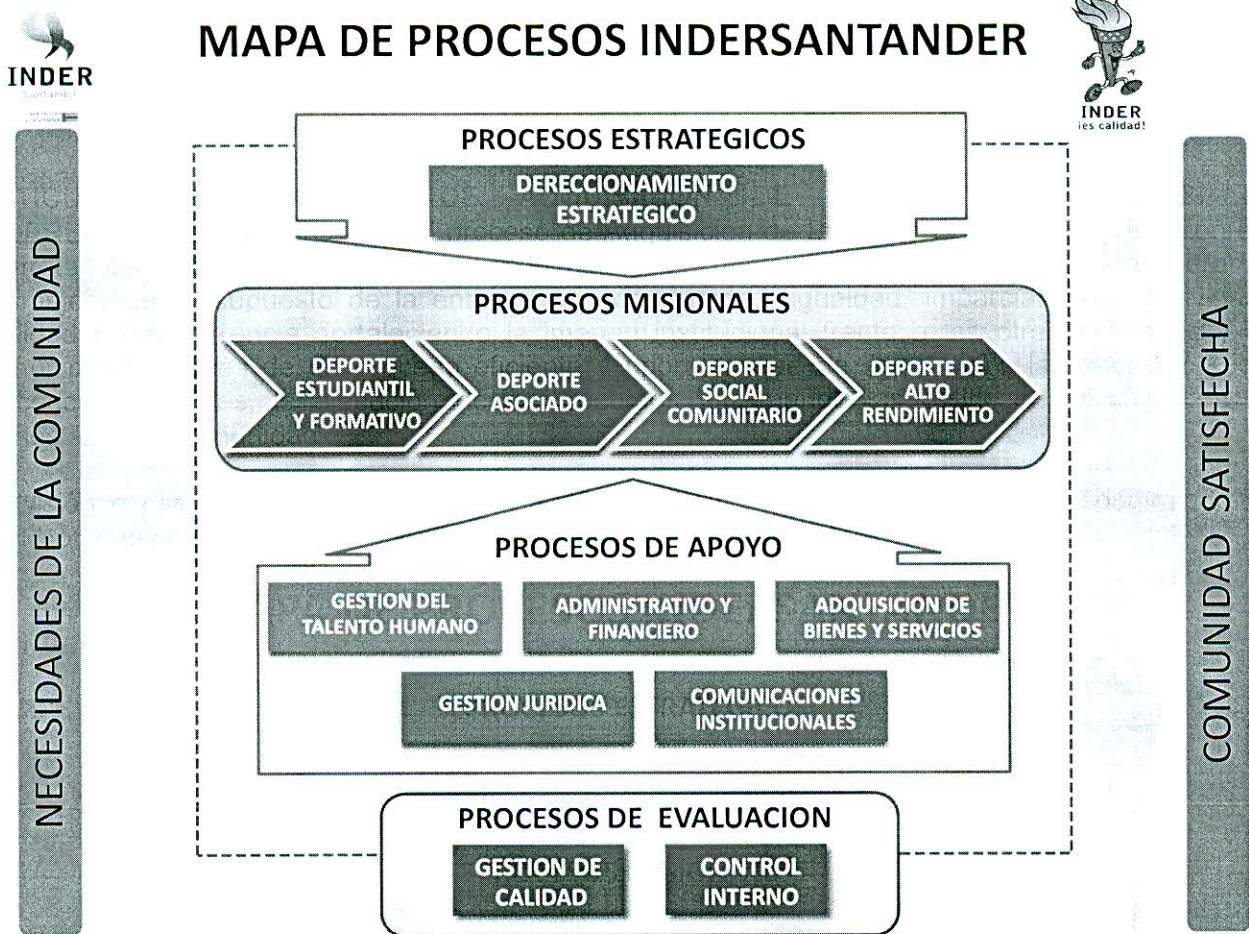 MAPA DE PROCESOS INDERSANTANDER
INDER
Santander
INDER
¡es calidad!
NECESIDADES DE LA COMUNIDAD
PROCESOS ESTRATEGICOS
DERECCIONAMIENTO
ESTRATEGICO
PROCESOS MISIONALES
DEPORTE
ESTUDIANTIL
Y FORMATIVO
DEPORTE
ASOCIADO
DEPORTE
SOCIAL
COMUNITARIO
DEPORTE DE
ALTO
RENDIMIENTO
PROCESOS DE APOYO
GESTION DEL
TALENTO HUMANO
ADMINISTRATIVO Y
FINANCIERO
ADQUISICION DE
BIENES Y SERVICIOS
GESTION JURIDICA
COMUNICACIONES
INSTITUCIONALES
PROCESOS DE EVALUACION
GESTION DE
CALIDAD
CONTROL
INTERNO
COMUNIDAD SATISFECHA